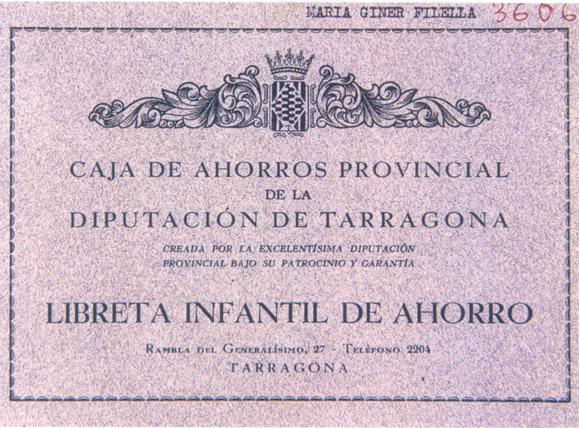 MARIA GINER FILELLA 3606
CAJA DE AHORROS PROVINCIAL
DE LA
DIPUTACIÓN DE TARRAGONA
CREADA POR LA EXCELENTÍSIMA DIPUTACIÓN
PROVINCIAL BAJO SU PATROCINIO Y GARANTÍA
LIBRETA INFANTIL DE AHORRO
RAMBLA DEL GENERALÍSIMO, 27 - TELÉFONO 2204
TARRAGONA